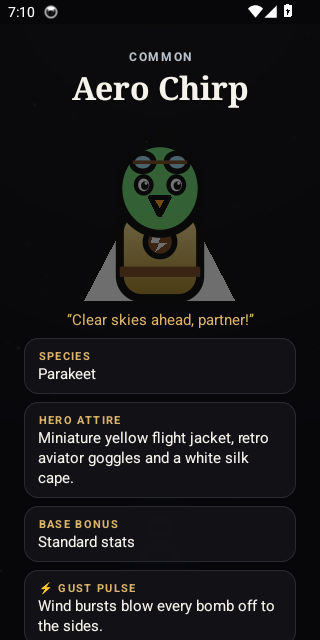 7:10
COMMON
Aero Chirp
“Clear skies ahead, partner!”
SPECIES
Parakeet
HERO ATTIRE
Miniature yellow flight jacket, retro
aviator goggles and a white silk
cape.
BASE BONUS
Standard stats
⚡ GUST PULSE
Wind bursts blow every bomb off to
the sides.